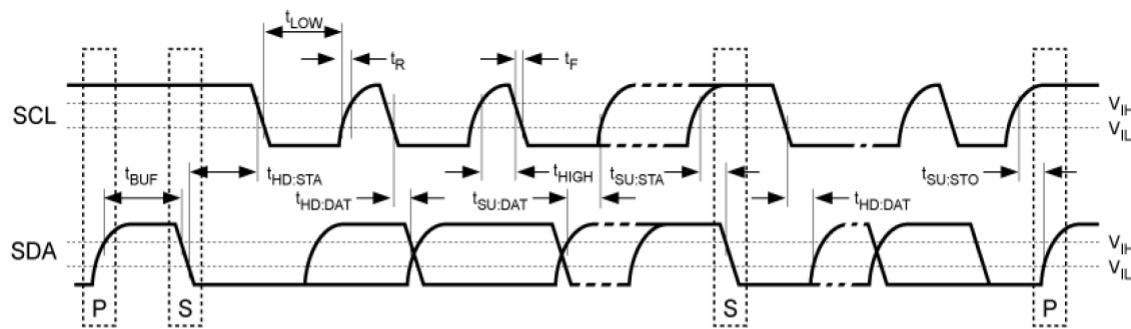 tLOW
tR
tF
SCL
VIH
VIL
tBUF
tHD:STA
tHD:DAT
tSU:DAT
tHIGH
tSU:STA
tHD:DAT
tSU:STO
SDA
VIH
VIL
P
S
S
P